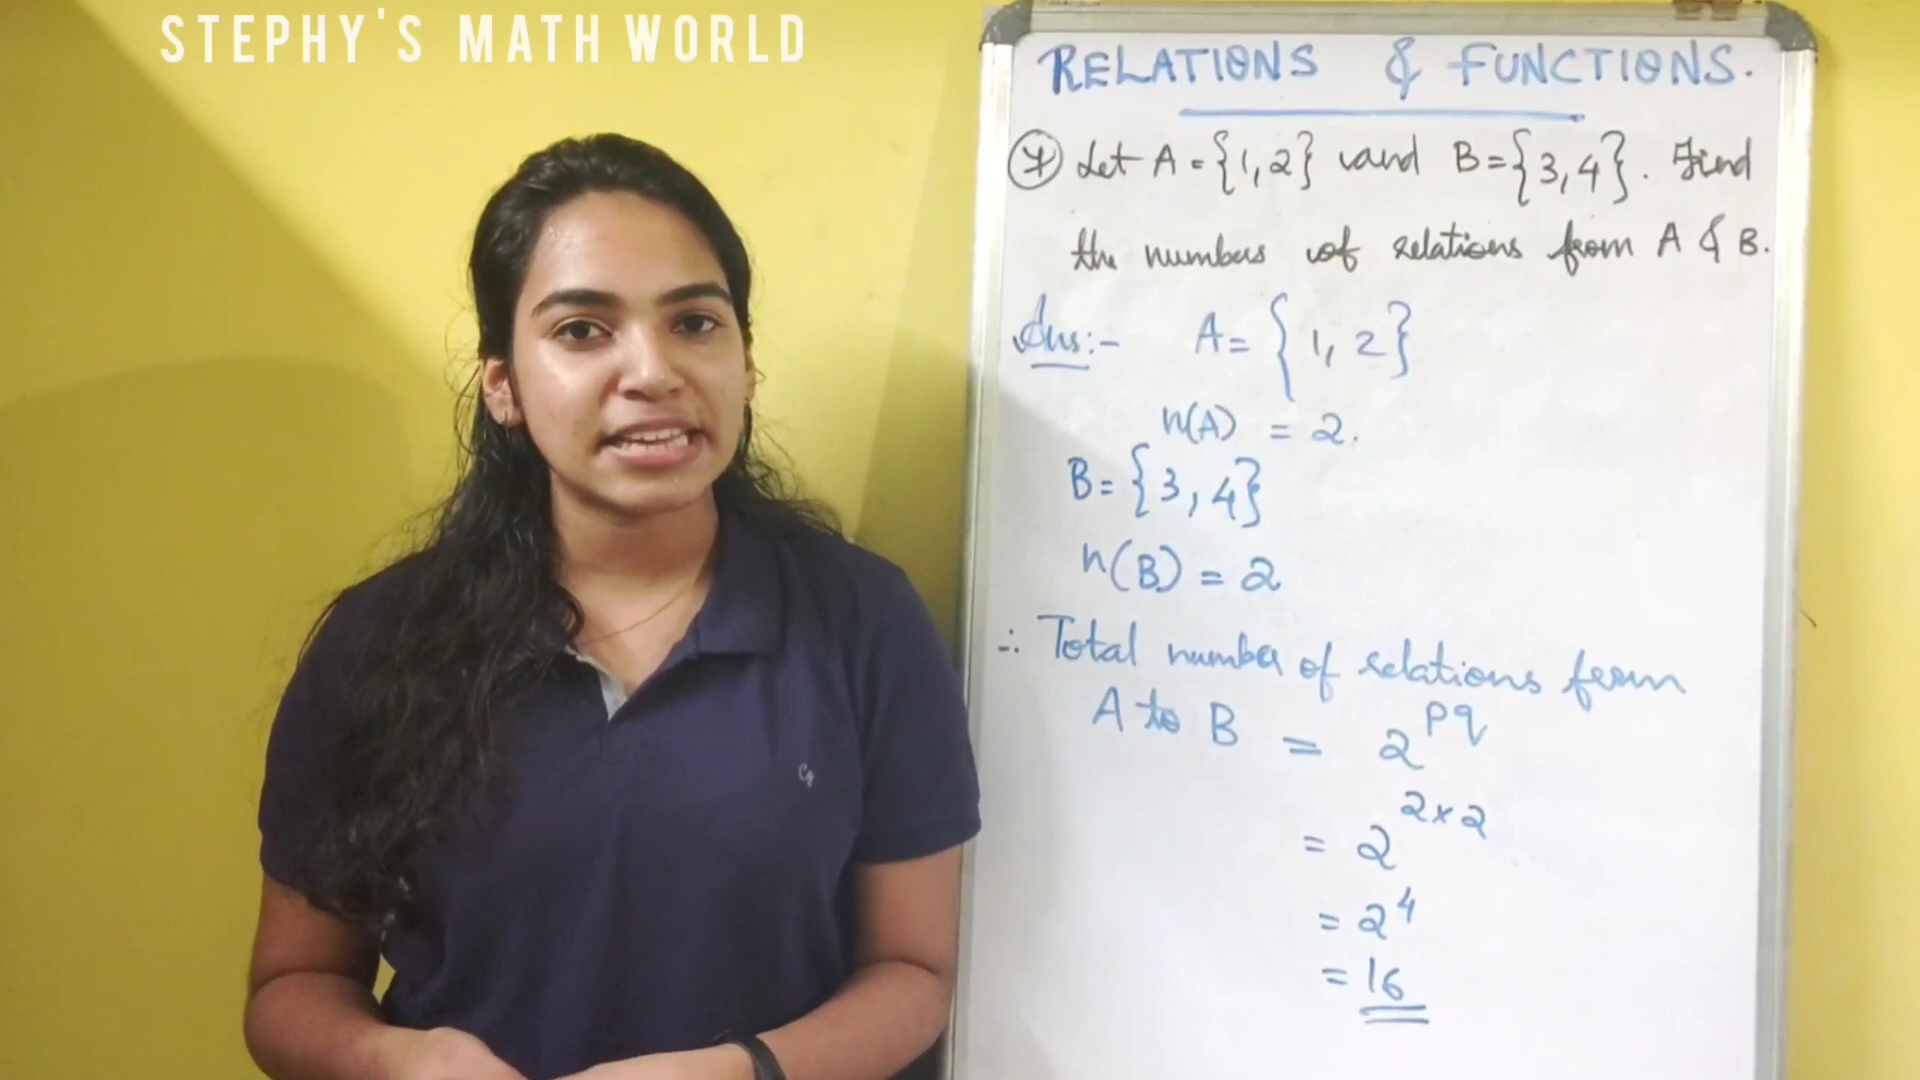 STEPHY'S MATH WORLD
RELATIONS & FUNCTIONS.
* Let A = {1, 2} and B = {3, 4}. Find
the numbers of relations from A & B.
Ans:- A = {1, 2}
n(A) = 2.
B = {3, 4}
n(B) = 2
∴ Total number of relations from
A to B = 2^pq
= 2^2×2
= 2^4
= 16
Cg